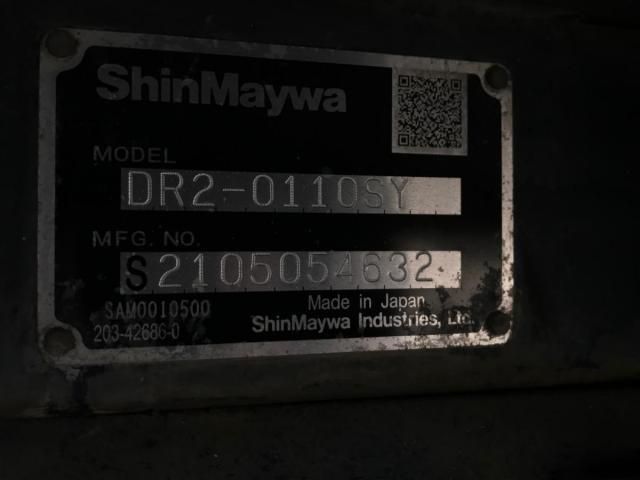 ShinMaywa
MODEL
DR2-0110SY
MFG. NO.
S2105054632
SAM0010500
203-42686-0
Made in Japan
ShinMaywa Industries, Ltd.